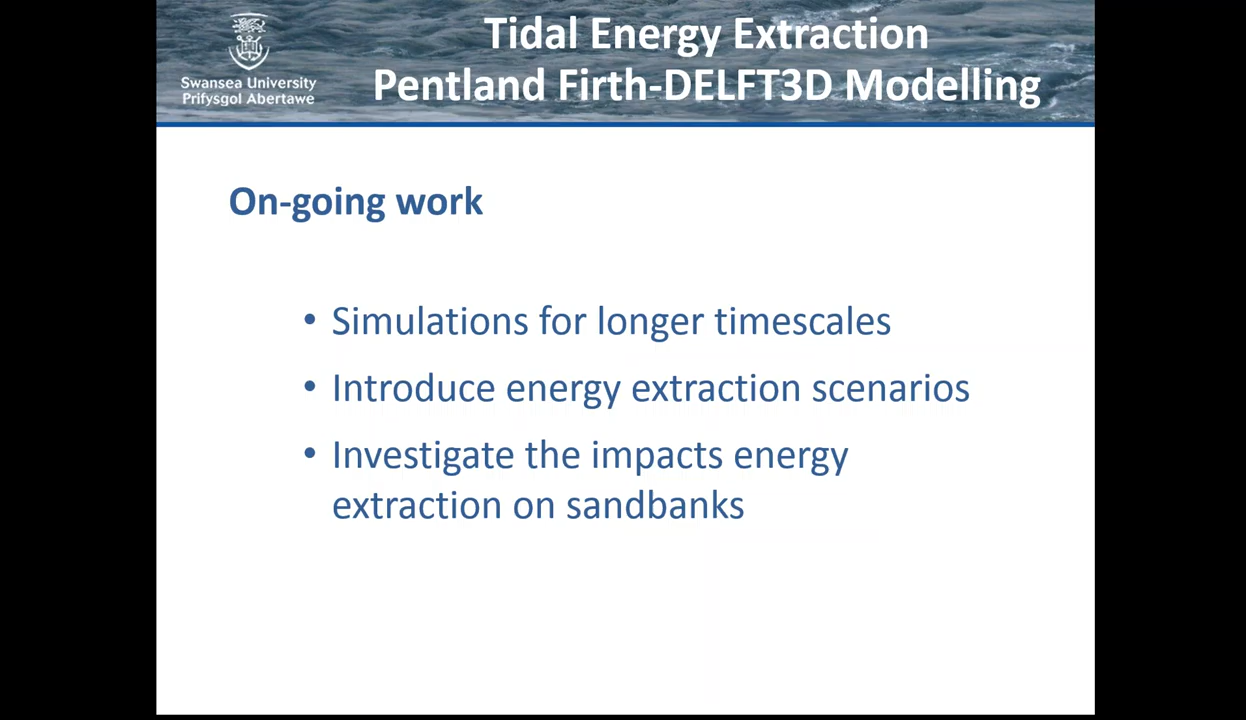 Swansea University
Prifysgol Abertawe
Tidal Energy Extraction
Pentland Firth-DELFT3D Modelling
On-going work
• Simulations for longer timescales
• Introduce energy extraction scenarios
• Investigate the impacts energy
extraction on sandbanks